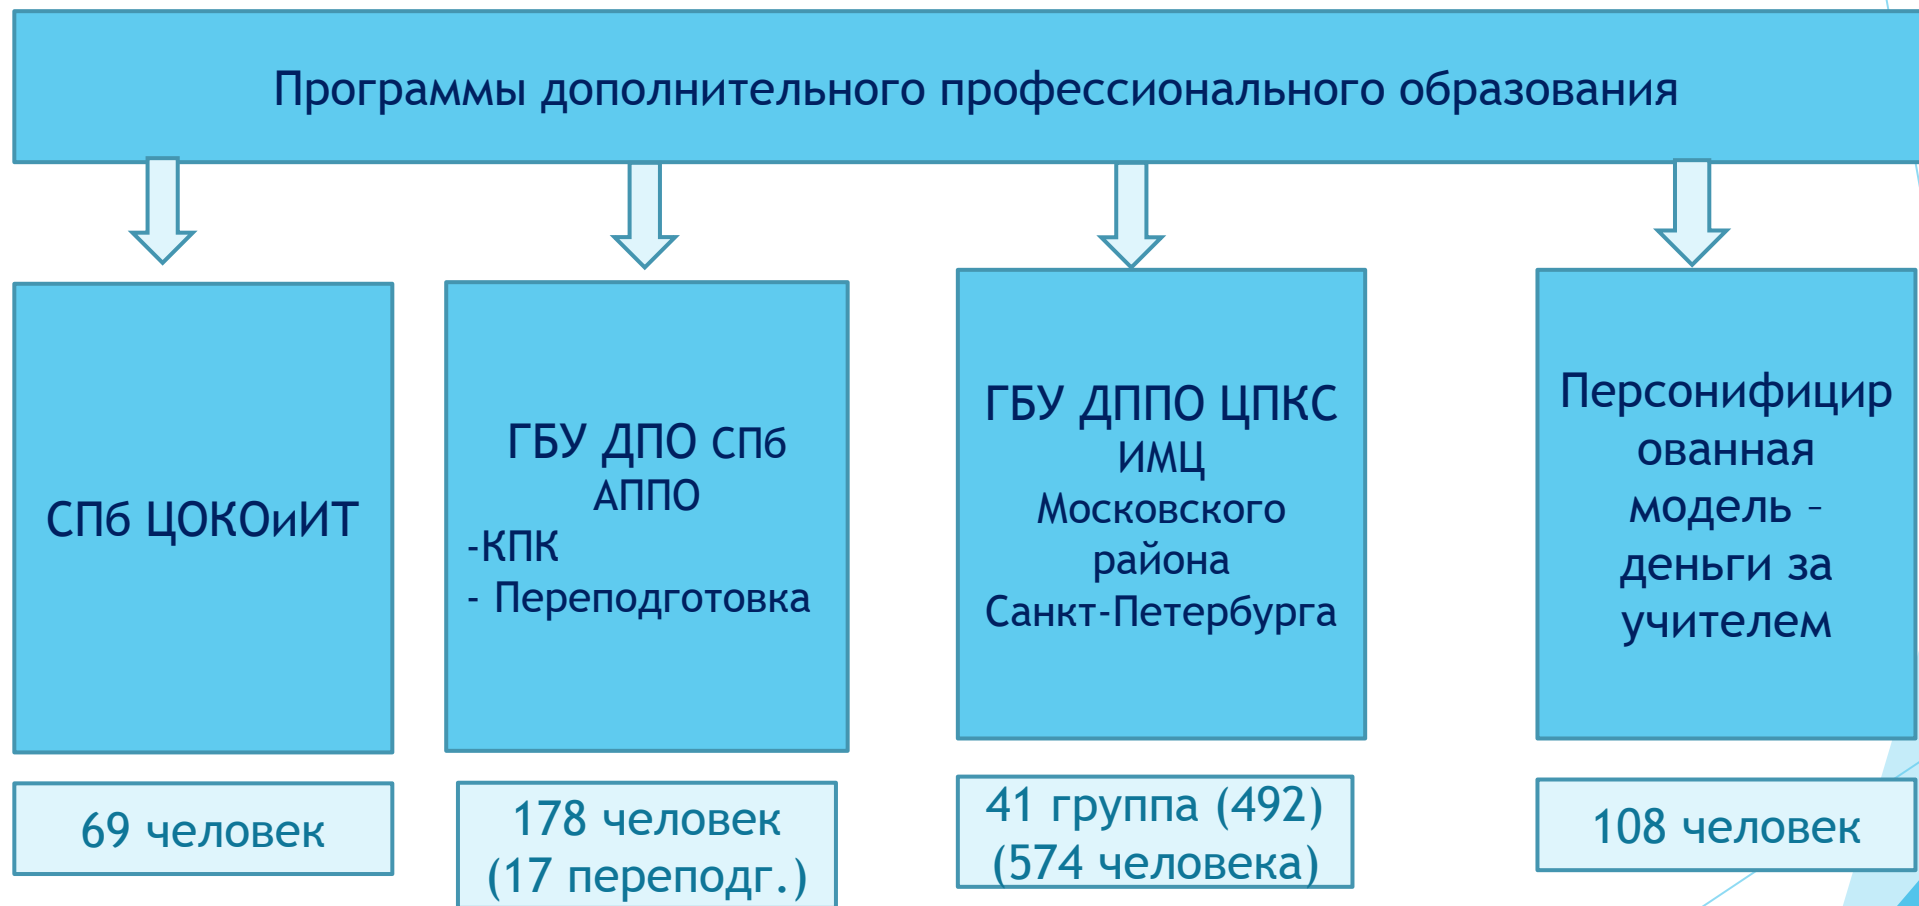 Программы дополнительного профессионального образования
СПб ЦОКОиИТ
ГБУ ДПО СПб
АППО
-КПК
- Переподготовка
ГБУ ДППО ЦПКС
ИМЦ
Московского
района
Санкт-Петербурга
Персонифицир
ованная
модель –
деньги за
учителем
69 человек
178 человек
(17 переподг.)
41 группа (492)
(574 человека)
108 человек